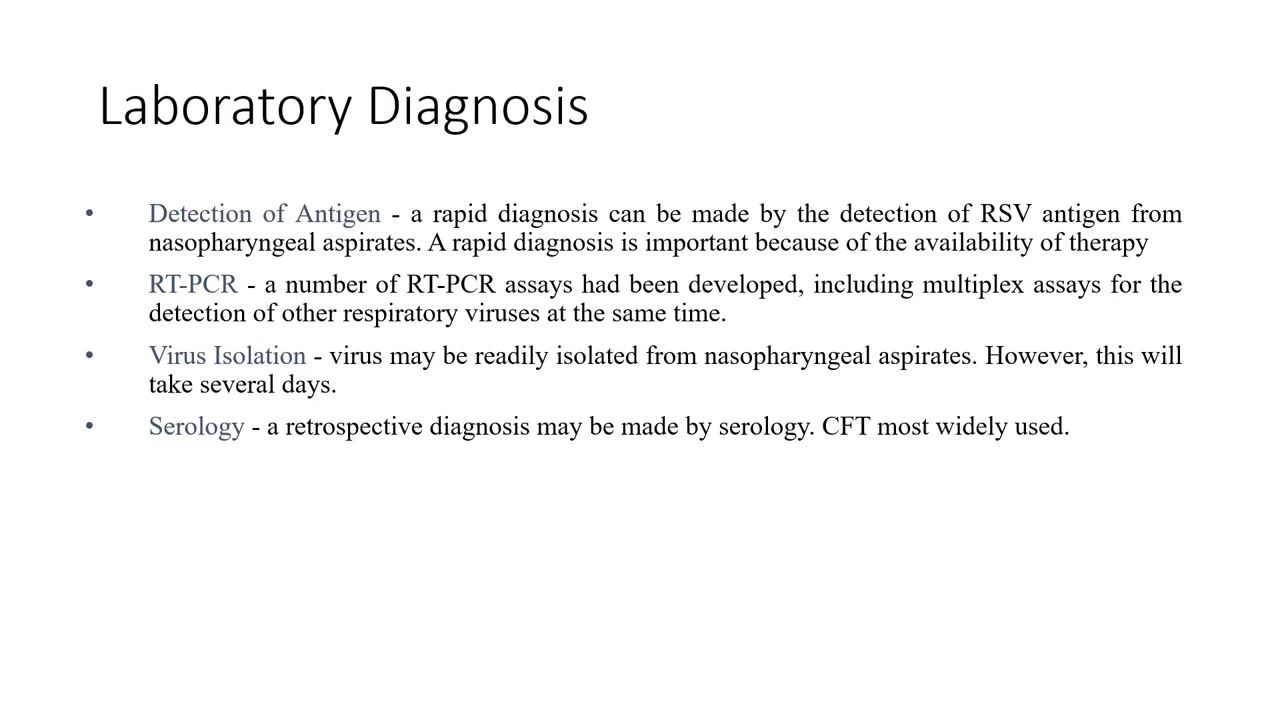 Laboratory Diagnosis
• Detection of Antigen - a rapid diagnosis can be made by the detection of RSV antigen from
nasopharyngeal aspirates. A rapid diagnosis is important because of the availability of therapy
• RT-PCR - a number of RT-PCR assays had been developed, including multiplex assays for the
detection of other respiratory viruses at the same time.
• Virus Isolation - virus may be readily isolated from nasopharyngeal aspirates. However, this will
take several days.
• Serology - a retrospective diagnosis may be made by serology. CFT most widely used.